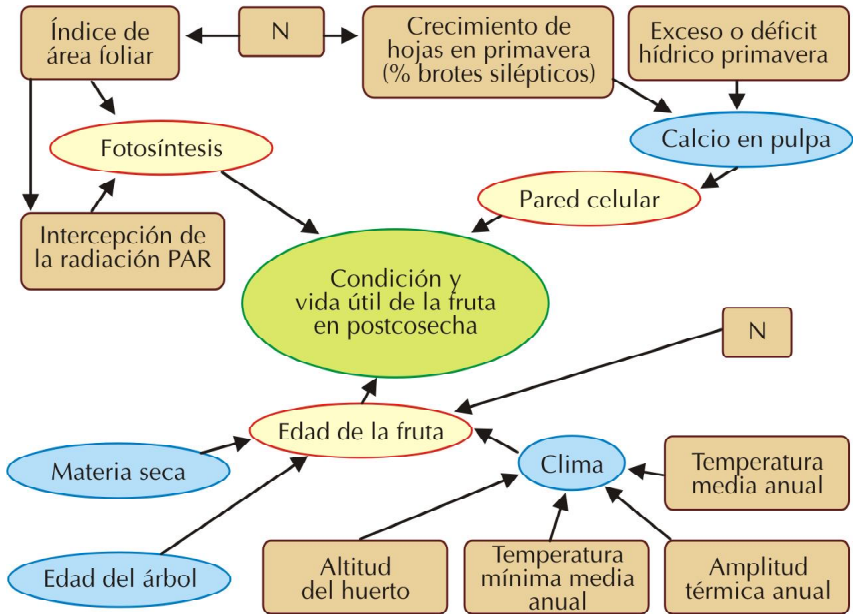 Índice de
área foliar
N
Crecimiento de
hojas en primavera
(% brotes silépticos)
Exceso o déficit
hídrico primavera
Fotosíntesis
Calcio en pulpa
Pared celular
Intercepción de
la radiación PAR
Condición y
vida útil de la fruta
en postcosecha
N
Edad de la fruta
Materia seca
Clima
Temperatura
media anual
Edad del árbol
Altitud
del huerto
Temperatura
mínima media
anual
Amplitud
térmica anual